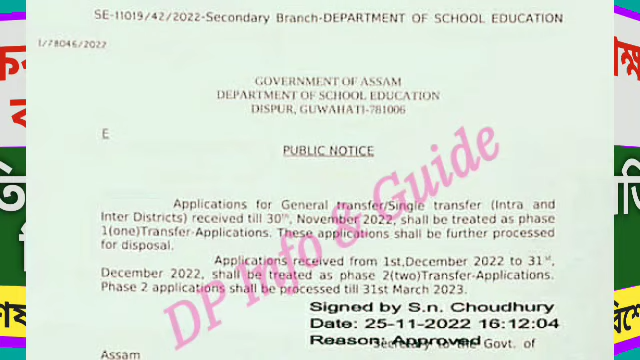 SE-11019/42/2022-Secondary Branch-DEPARTMENT OF SCHOOL EDUCATION
I/78046/2022
GOVERNMENT OF ASSAM
DEPARTMENT OF SCHOOL EDUCATION
DISPUR, GUWAHATI-781006
E
PUBLIC NOTICE
Applications for General transfer/Single transfer (Intra and
Inter Districts) received till 30th, November 2022, shall be treated as phase
1(one)Transfer-Applications. These applications shall be further processed
for disposal.
Applications received from 1st,December 2022 to 31st,
December 2022, shall be treated as phase 2(two)Transfer-Applications.
Phase 2 applications shall be processed till 31st March 2023.
DP Info & Guide
Signed by S.n. Choudhury
Date: 25-11-2022 16:12:04
Reason: Approved
Secretary to the Govt. of
Assam